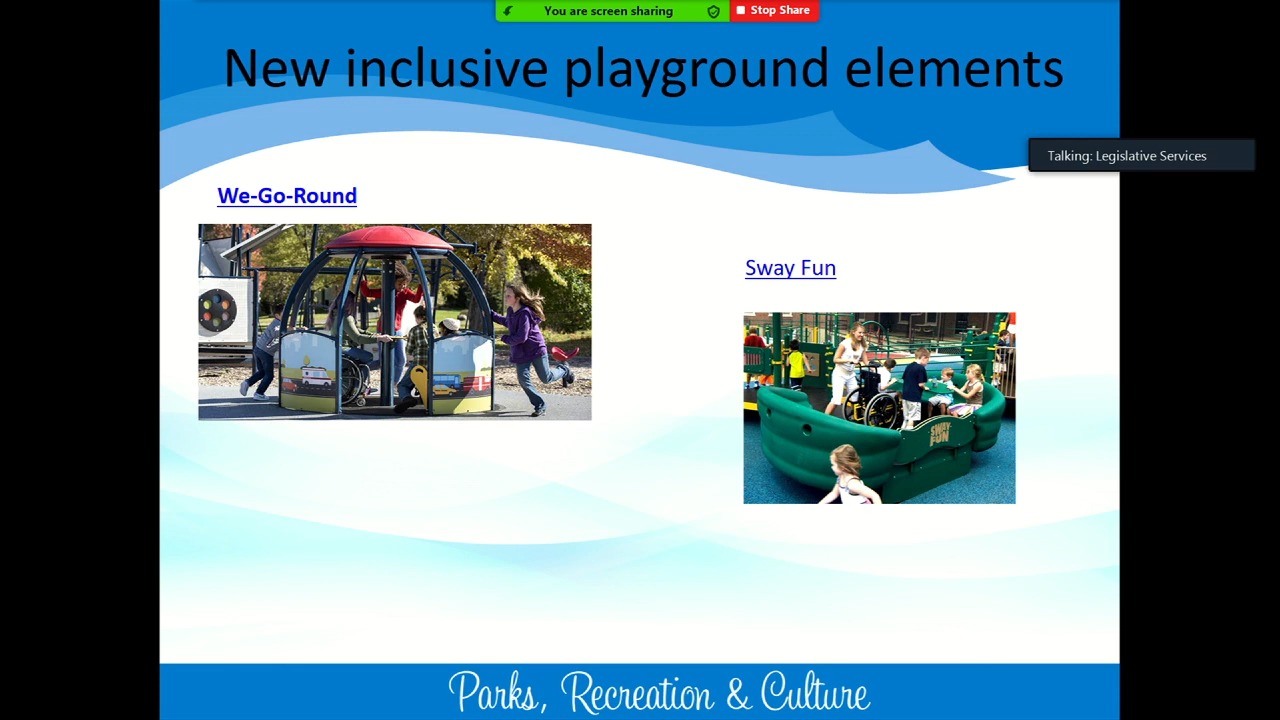 You are screen sharing
Stop Share
New inclusive playground elements
Talking: Legislative Services
We-Go-Round
Sway Fun
SWAY
FUN
Parks, Recreation & Culture